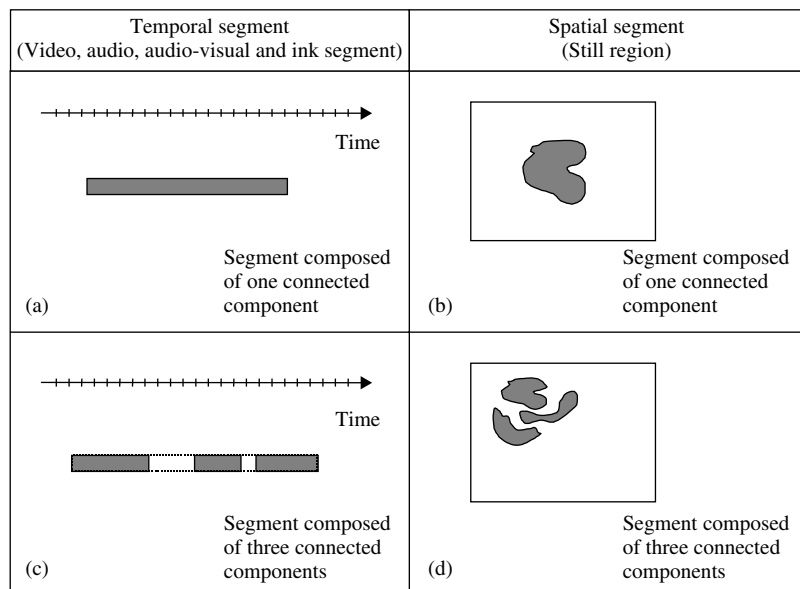 Temporal segment
(Video, audio, audio-visual and ink segment)
Spatial segment
(Still region)
Time
Segment composed
of one connected
component
(a)
Segment composed
of one connected
component
(b)
Time
Segment composed
of three connected
components
(c)
Segment composed
of three connected
components
(d)